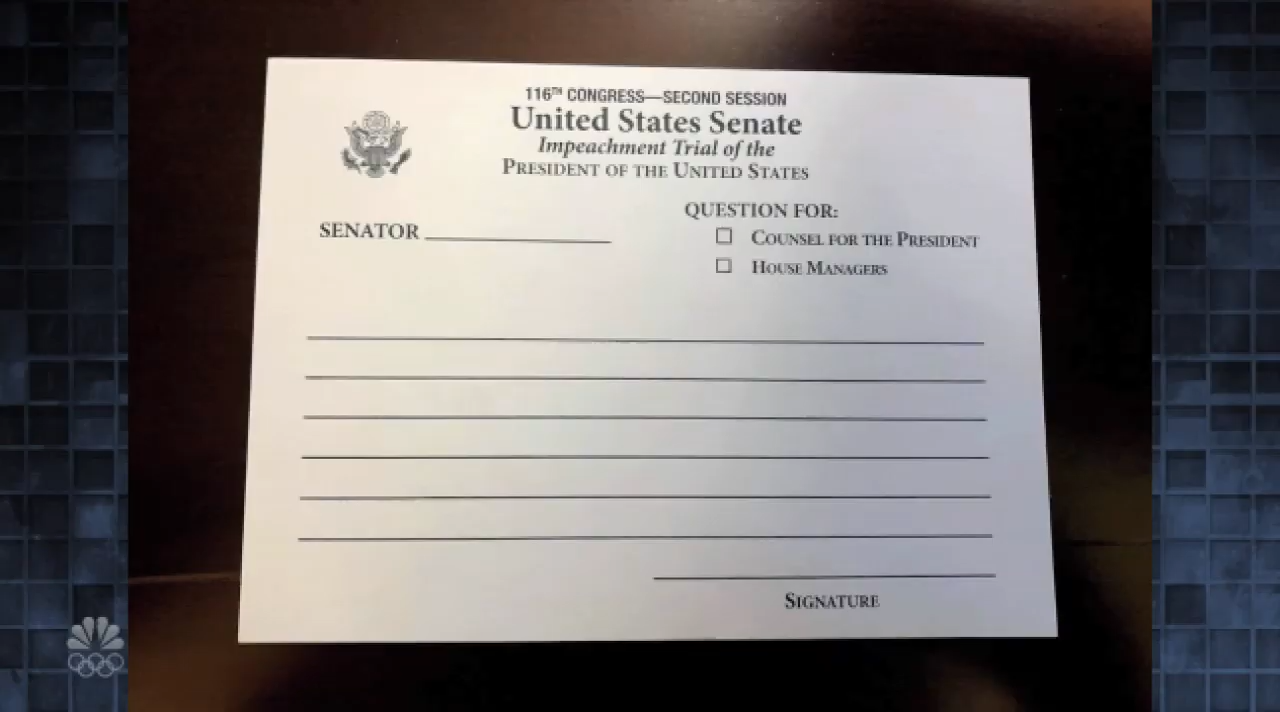 116TH CONGRESS—SECOND SESSION
United States Senate
Impeachment Trial of the
PRESIDENT OF THE UNITED STATES
SENATOR
QUESTION FOR:
☐ COUNSEL FOR THE PRESIDENT
☐ HOUSE MANAGERS
SIGNATURE